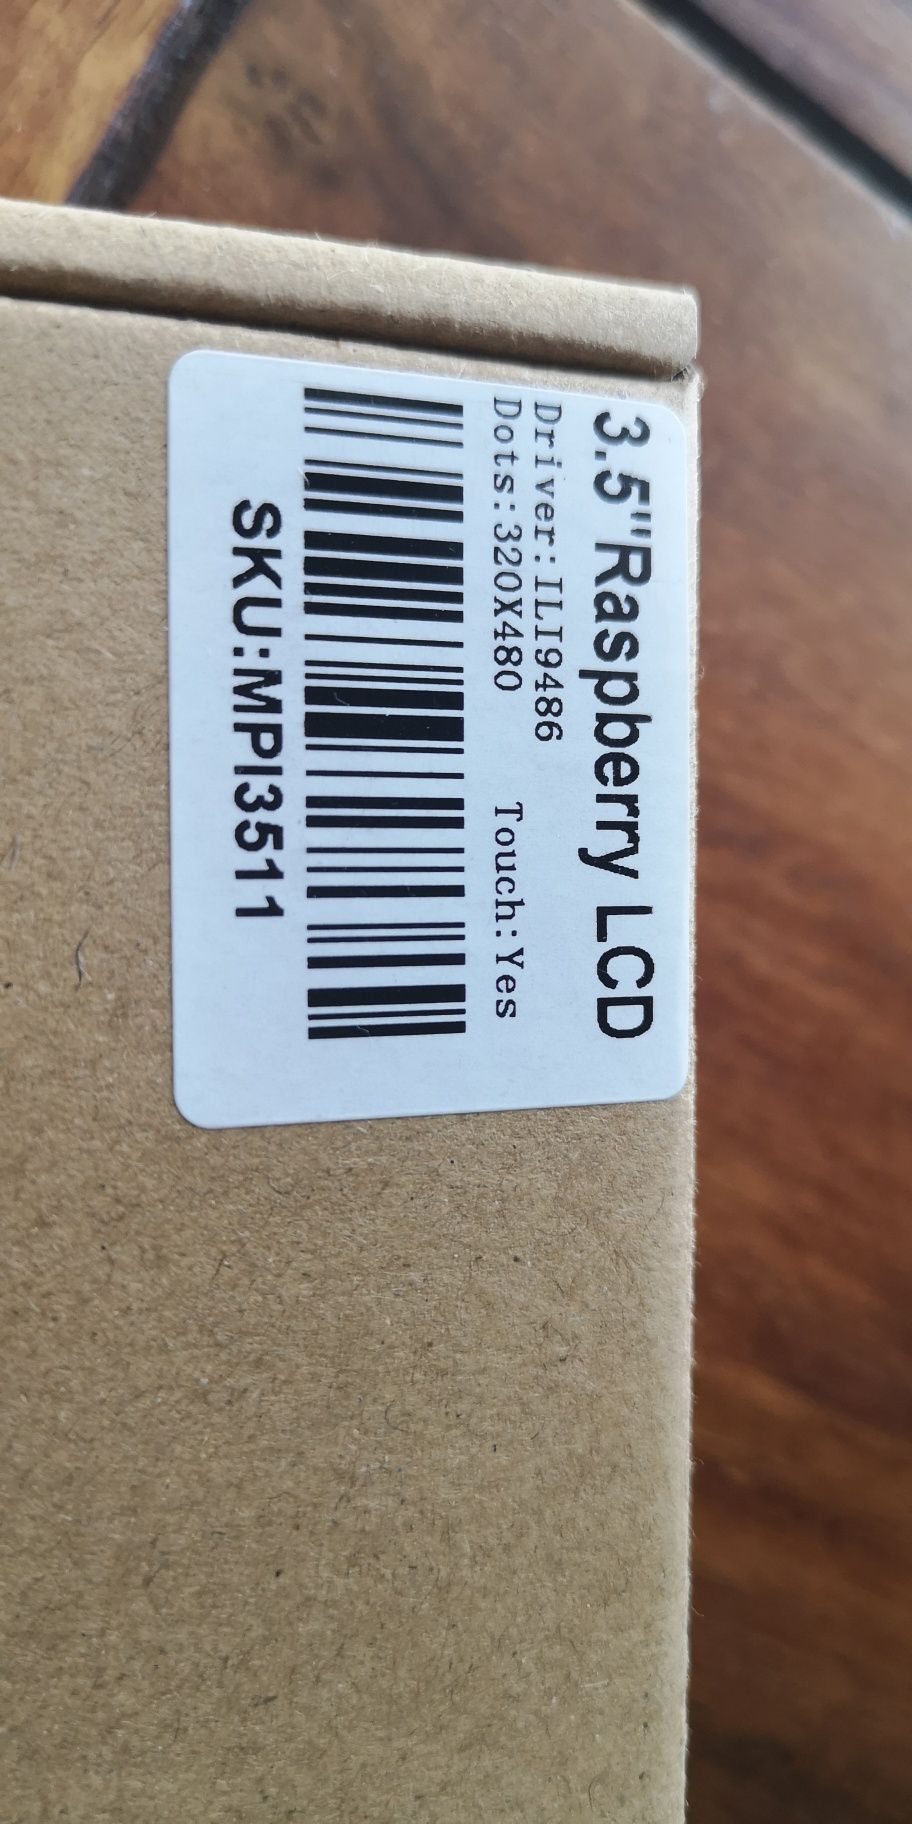 3.5"Raspberry LCD
Driver:ILI9486
Dots:320X480 Touch:Yes
SKU:MPI3511